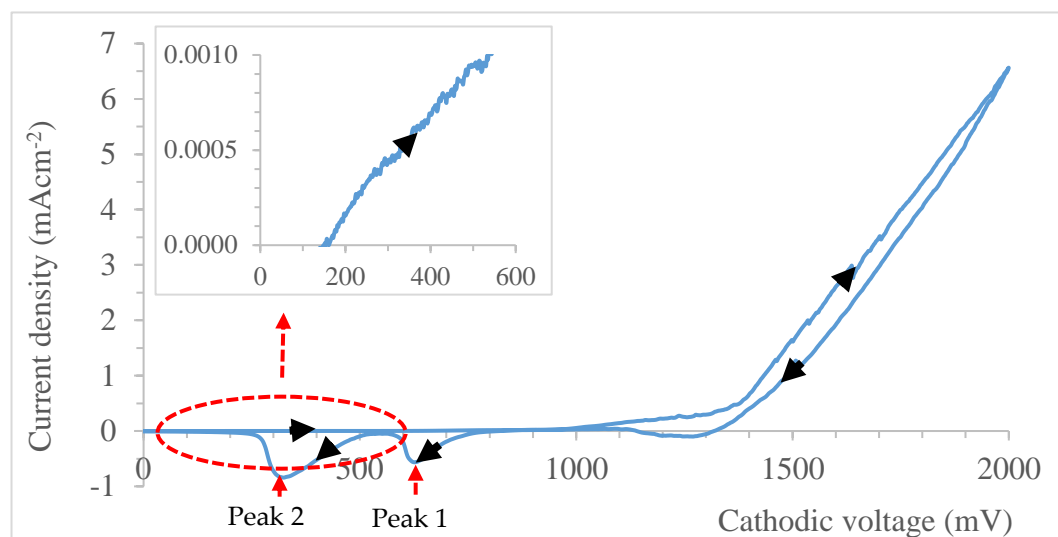 Current density (mAcm⁻²)
7
6
5
4
3
2
1
0
-1
0.0010
0.0005
0.0000
0 200 400 600
0 500 1000 1500 2000
Peak 2 Peak 1
Cathodic voltage (mV)